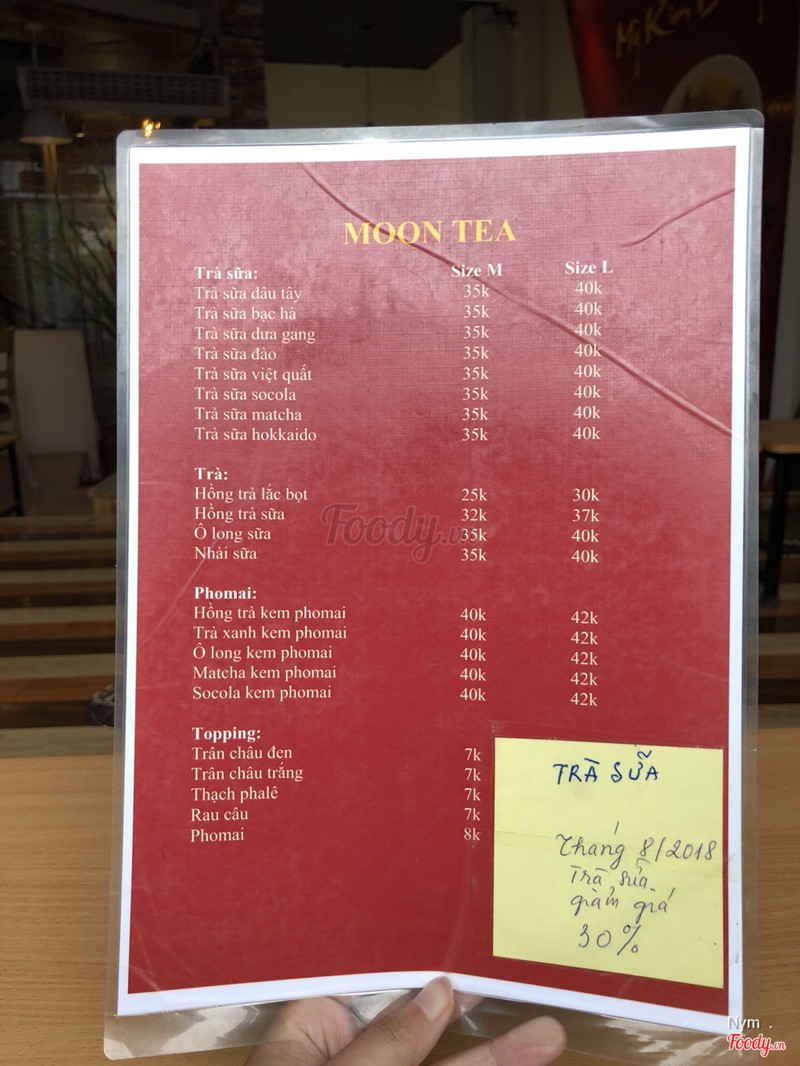 MOON TEA
Trà sữa: Size M Size L
Trà sữa dâu tây 35k 40k
Trà sữa bạc hà 35k 40k
Trà sữa dưa gang 35k 40k
Trà sữa đào 35k 40k
Trà sữa việt quất 35k 40k
Trà sữa socola 35k 40k
Trà sữa matcha 35k 40k
Trà sữa hokkaido 35k 40k
Trà:
Hồng trà lắc bọt 25k 30k
Hồng trà sữa 32k 37k
Ô long sữa 35k 40k
Nhài sữa 35k 40k
Foody.vn
Phomai:
Hồng trà kem phomai 40k 42k
Trà xanh kem phomai 40k 42k
Ô long kem phomai 40k 42k
Matcha kem phomai 40k 42k
Socola kem phomai 40k 42k
Topping:
Trân châu đen 7k
Trân châu trắng 7k
Thạch phalê 7k
Rau câu 7k
Phomai 8k
TRÀ SỮA
Tháng 8/2018
Trà sữa
giảm giá
30%
Nym .
Foody.vn